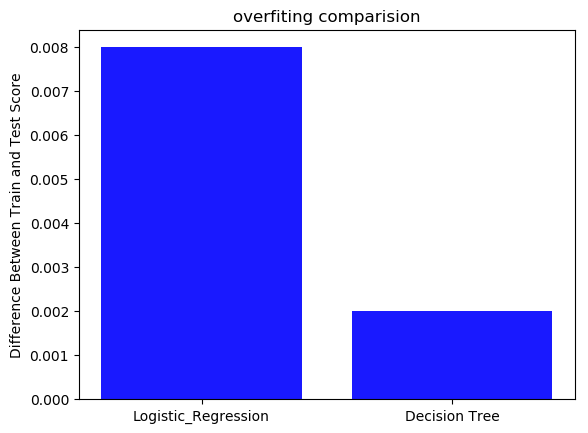 overfiting comparision
Difference Between Train and Test Score
0.008
0.007
0.006
0.005
0.004
0.003
0.002
0.001
0.000
Logistic_Regression
Decision Tree